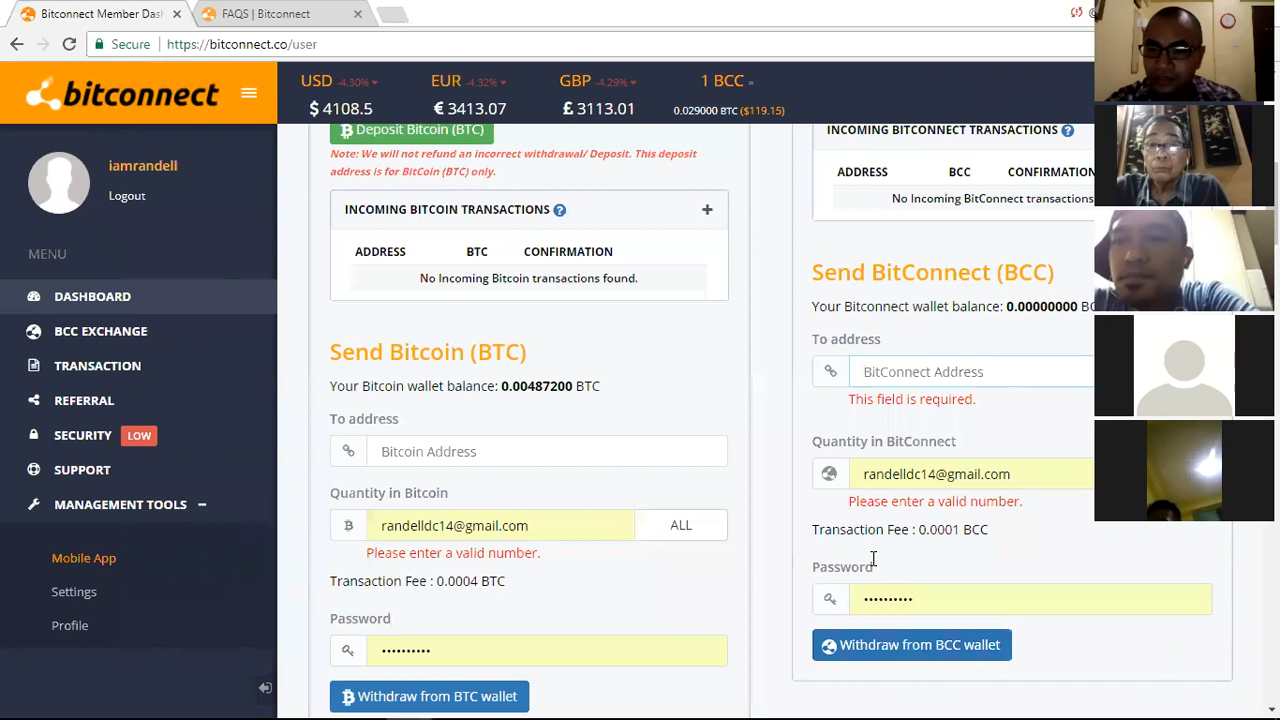 Bitconnect Member Das
FAQS | Bitconnect
Secure
https://bitconnect.co/user
bitconnect
USD -4.30%
EUR -4.32%
GBP -4.29%
1 BCC =
$ 4108.5
€ 3413.07
£ 3113.01
0.029000 BTC ($119.15)
iamrandell
Logout
MENU
DASHBOARD
BCC EXCHANGE
TRANSACTION
REFERRAL
SECURITY LOW
SUPPORT
MANAGEMENT TOOLS
Mobile App
Settings
Profile
Deposit Bitcoin (BTC)
Note: We will not refund an incorrect withdrawal/ Deposit. This deposit
address is for BitCoin (BTC) only.
INCOMING BITCOIN TRANSACTIONS ? +
ADDRESS BTC CONFIRMATION
No Incoming Bitcoin transactions found.
Send Bitcoin (BTC)
Your Bitcoin wallet balance: 0.00487200 BTC
To address
Bitcoin Address
Quantity in Bitcoin
randelldc14@gmail.com ALL
Please enter a valid number.
Transaction Fee : 0.0004 BTC
Password
••••••••••
Withdraw from BTC wallet
INCOMING BITCONNECT TRANSACTIONS ?
ADDRESS BCC CONFIRMATION
No Incoming BitConnect transactions
Send BitConnect (BCC)
Your Bitconnect wallet balance: 0.00000000 BC
To address
BitConnect Address
This field is required.
Quantity in BitConnect
randelldc14@gmail.com
Please enter a valid number.
Transaction Fee : 0.0001 BCC
Password
••••••••••
Withdraw from BCC wallet